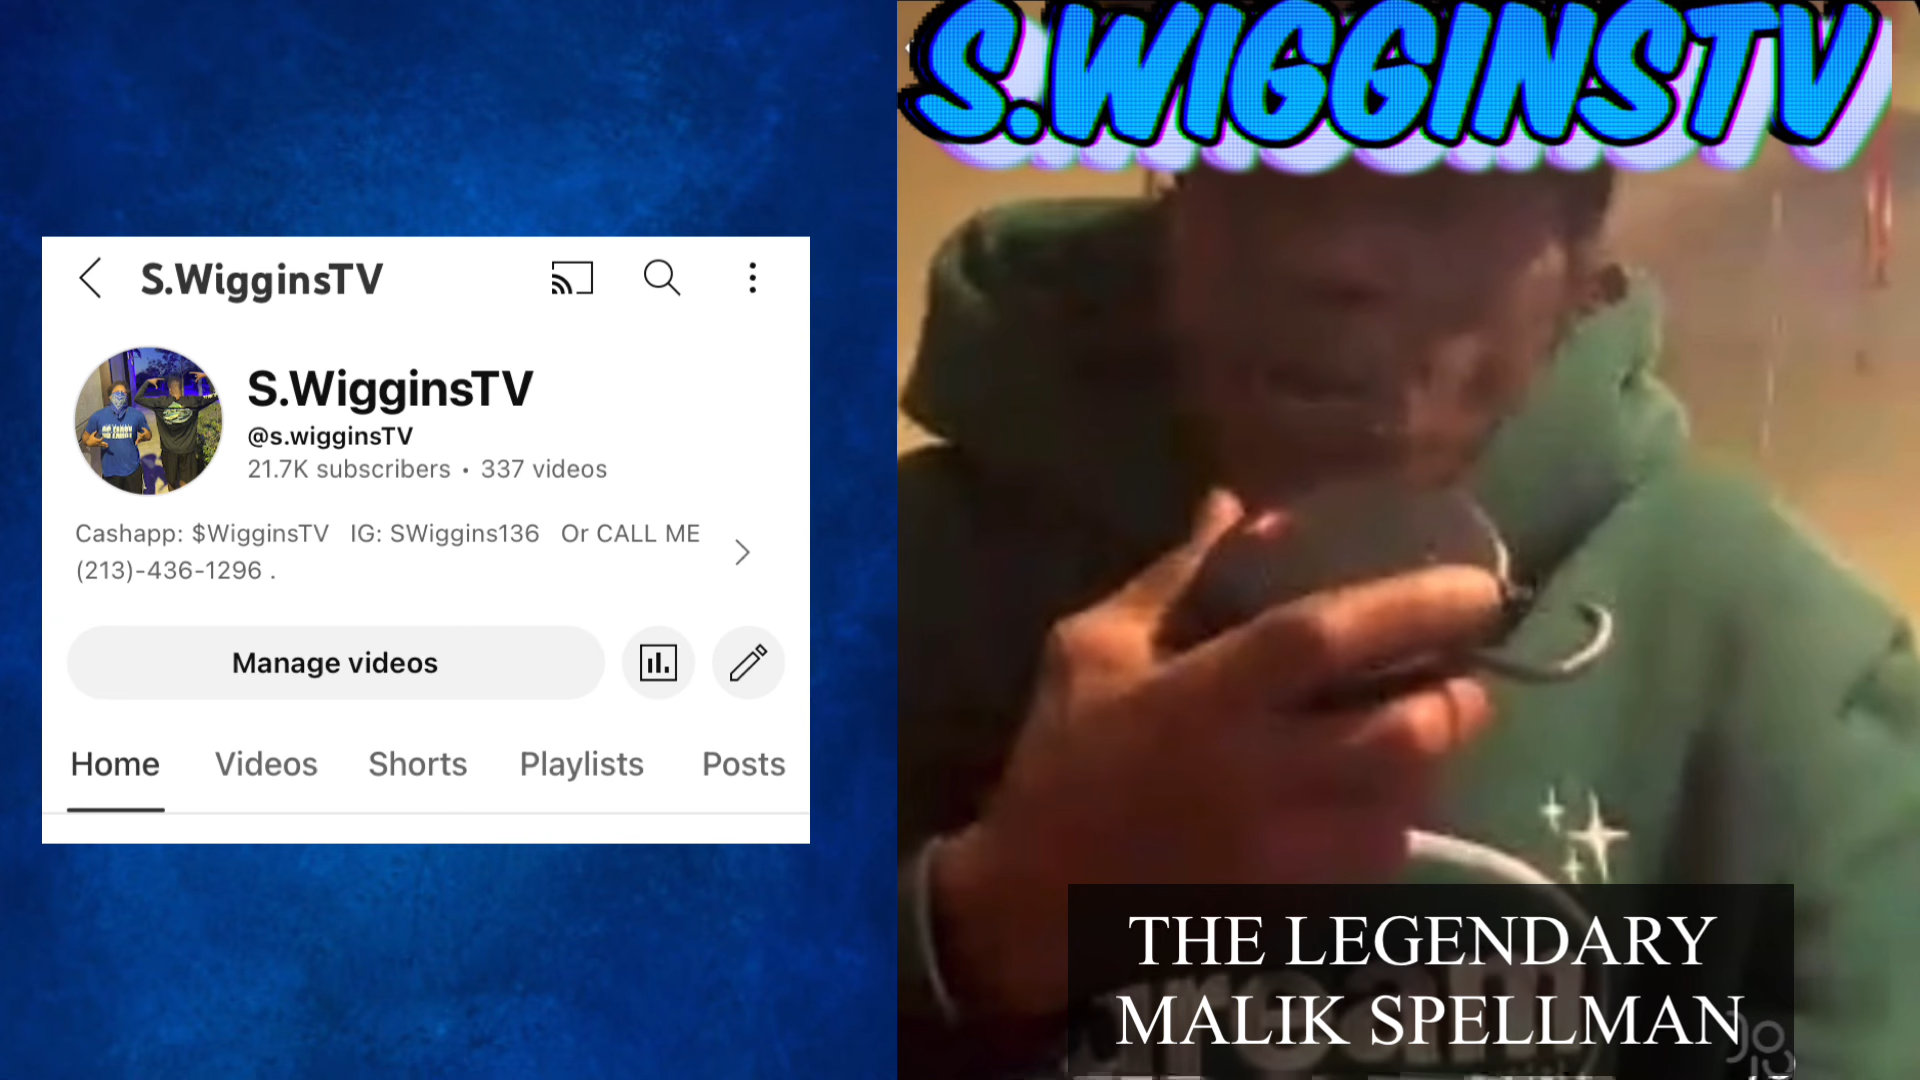 S.WigginsTV
S.WigginsTV
@s.wigginsTV
21.7K subscribers • 337 videos
Cashapp: $WigginsTV IG: SWiggins136 Or CALL ME
(213)-436-1296 .
Manage videos
Home Videos Shorts Playlists Posts
S.WIGGINSTV
THE LEGENDARY
MALIK SPELLMAN